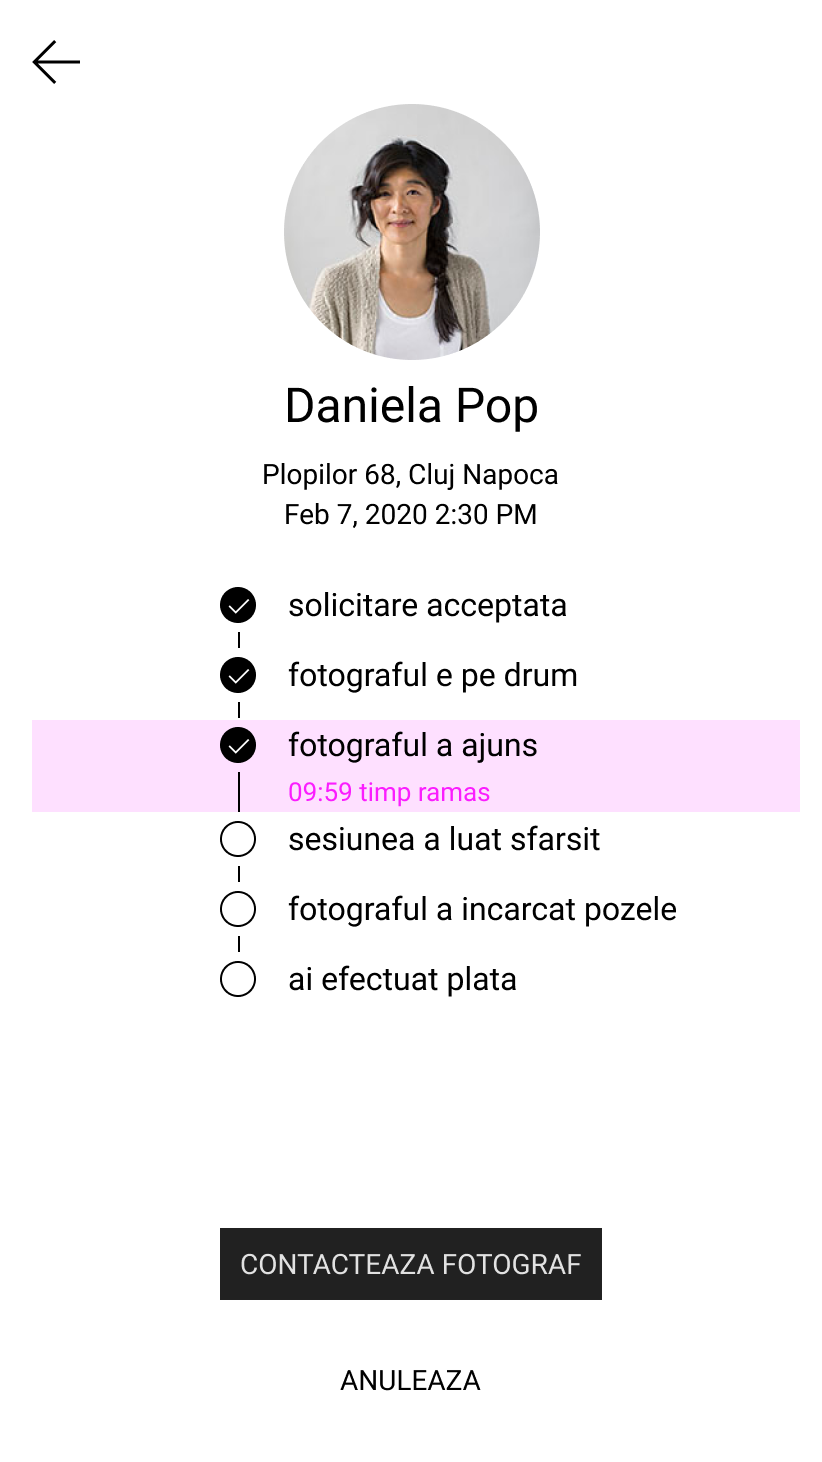 Daniela Pop
Plopilor 68, Cluj Napoca
Feb 7, 2020 2:30 PM
solicitare acceptata
fotograful e pe drum
fotograful a ajuns
09:59 timp ramas
sesiunea a luat sfarsit
fotograful a incarcat pozele
ai efectuat plata
CONTACTEAZA FOTOGRAF
ANULEAZA